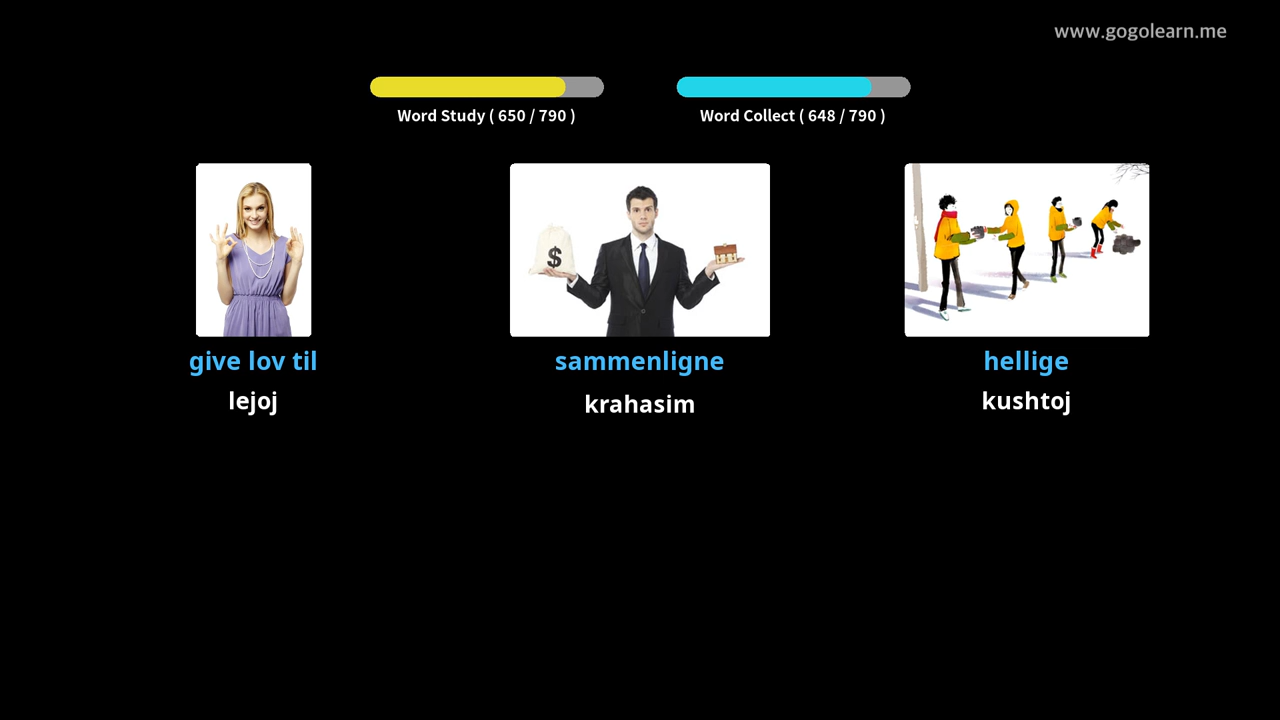 www.gogolearn.me
Word Study ( 650 / 790 )
Word Collect ( 648 / 790 )
$
give lov til
sammenligne
hellige
lejoj
krahasim
kushtoj